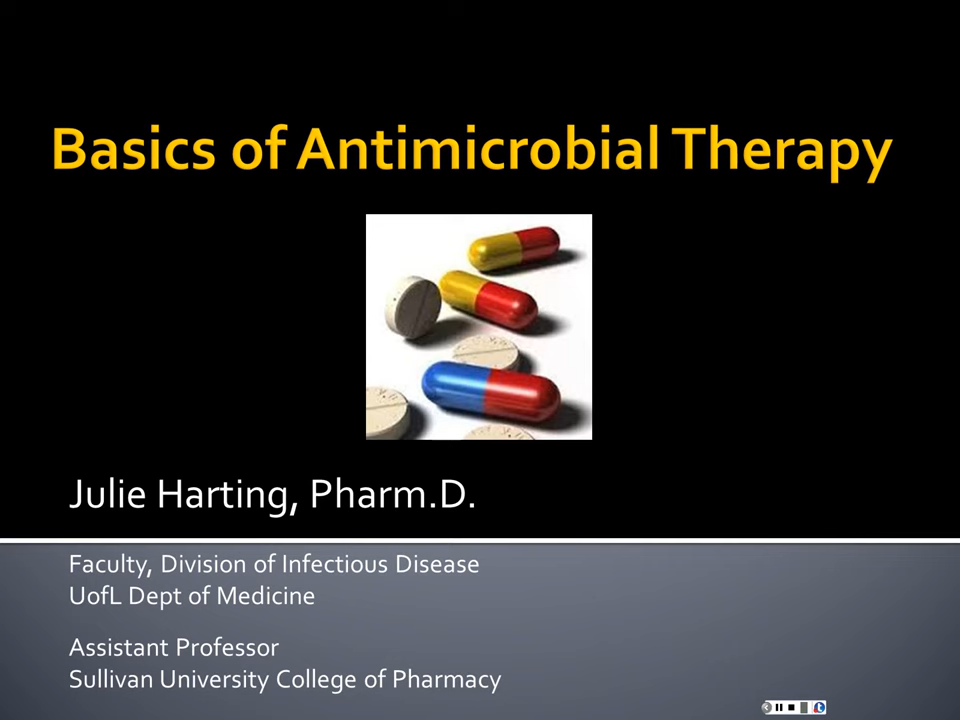 Basics of Antimicrobial Therapy
Julie Harting, Pharm.D.
Faculty, Division of Infectious Disease
UofL Dept of Medicine
Assistant Professor
Sullivan University College of Pharmacy